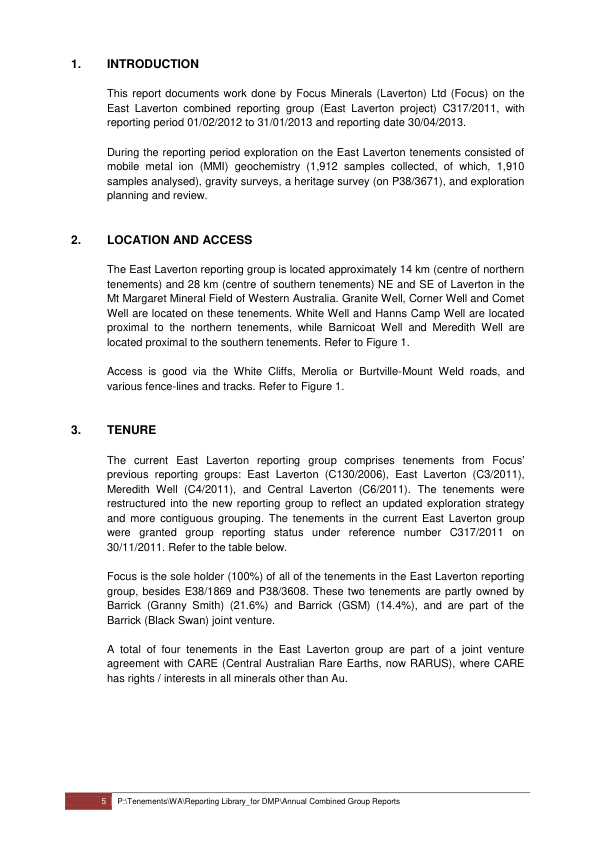 1. INTRODUCTION
This report documents work done by Focus Minerals (Laverton) Ltd (Focus) on the
East Laverton combined reporting group (East Laverton project) C317/2011, with
reporting period 01/02/2012 to 31/01/2013 and reporting date 30/04/2013.
During the reporting period exploration on the East Laverton tenements consisted of
mobile metal ion (MMI) geochemistry (1,912 samples collected, of which, 1,910
samples analysed), gravity surveys, a heritage survey (on P38/3671), and exploration
planning and review.
2. LOCATION AND ACCESS
The East Laverton reporting group is located approximately 14 km (centre of northern
tenements) and 28 km (centre of southern tenements) NE and SE of Laverton in the
Mt Margaret Mineral Field of Western Australia. Granite Well, Corner Well and Comet
Well are located on these tenements. White Well and Hanns Camp Well are located
proximal to the northern tenements, while Barnicoat Well and Meredith Well are
located proximal to the southern tenements. Refer to Figure 1.
Access is good via the White Cliffs, Merolia or Burtville-Mount Weld roads, and
various fence-lines and tracks. Refer to Figure 1.
3. TENURE
The current East Laverton reporting group comprises tenements from Focus'
previous reporting groups: East Laverton (C130/2006), East Laverton (C3/2011),
Meredith Well (C4/2011), and Central Laverton (C6/2011). The tenements were
restructured into the new reporting group to reflect an updated exploration strategy
and more contiguous grouping. The tenements in the current East Laverton group
were granted group reporting status under reference number C317/2011 on
30/11/2011. Refer to the table below.
Focus is the sole holder (100%) of all of the tenements in the East Laverton reporting
group, besides E38/1869 and P38/3608. These two tenements are partly owned by
Barrick (Granny Smith) (21.6%) and Barrick (GSM) (14.4%), and are part of the
Barrick (Black Swan) joint venture.
A total of four tenements in the East Laverton group are part of a joint venture
agreement with CARE (Central Australian Rare Earths, now RARUS), where CARE
has rights / interests in all minerals other than Au.
5 P:\Tenements\WA\Reporting Library_for DMP\Annual Combined Group Reports